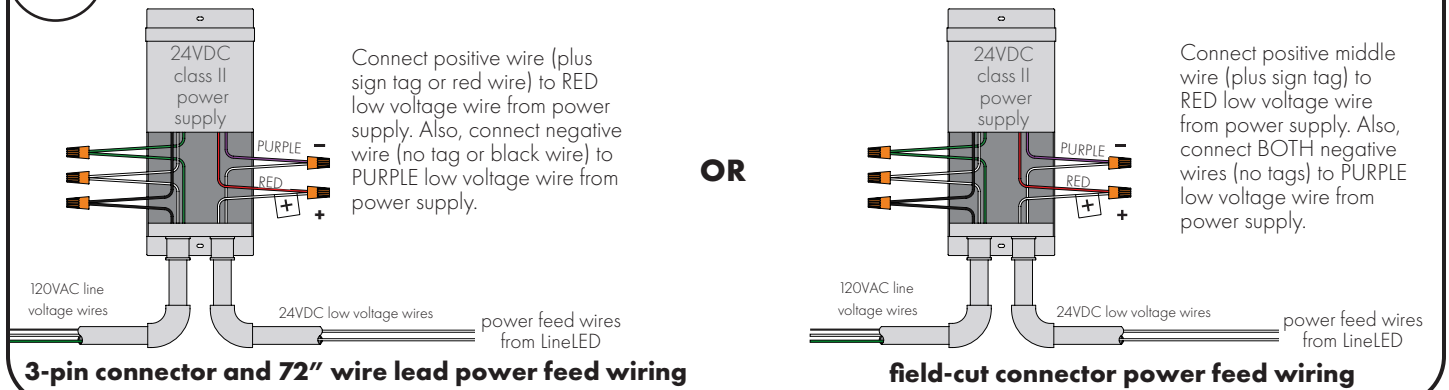 24VDC
class II
power
supply
PURPLE –
RED
+
+
Connect positive wire (plus
sign tag or red wire) to RED
low voltage wire from power
supply. Also, connect negative
wire (no tag or black wire) to
PURPLE low voltage wire from
power supply.
120VAC line
voltage wires
24VDC low voltage wires
power feed wires
from LineLED
3-pin connector and 72” wire lead power feed wiring
OR
24VDC
class II
power
supply
PURPLE –
RED
+
+
Connect positive middle
wire (plus sign tag) to
RED low voltage wire
from power supply. Also,
connect BOTH negative
wires (no tags) to PURPLE
low voltage wire from
power supply.
120VAC line
voltage wires
24VDC low voltage wires
power feed wires
from LineLED
field-cut connector power feed wiring